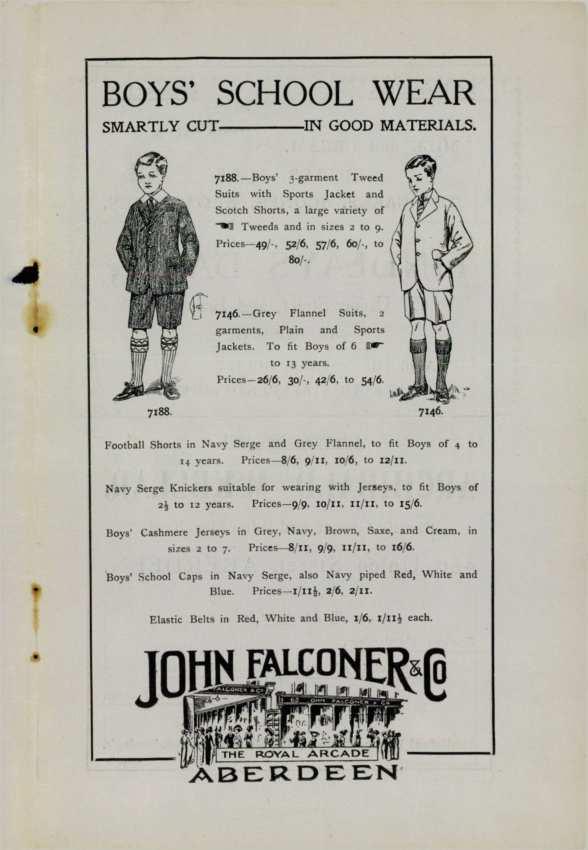 BOYS' SCHOOL WEAR
SMARTLY CUT———IN GOOD MATERIALS.
7188.—Boys' 3-garment Tweed
Suits with Sports Jacket and
Scotch Shorts, a large variety of
Tweeds and in sizes 2 to 9.
Prices—49/-, 52/6, 57/6, 60/-, to
80/-.
7146.—Grey Flannel Suits, 2
garments, Plain and Sports
Jackets. To fit Boys of 6
to 13 years.
Prices—26/6, 30/-, 42/6, to 54/6.
7188.
7146.
Football Shorts in Navy Serge and Grey Flannel, to fit Boys of 4 to
14 years. Prices—8/6, 9/11, 10/6, to 12/11.
Navy Serge Knickers suitable for wearing with Jerseys, to fit Boys of
2½ to 12 years. Prices—9/9, 10/11, 11/11, to 15/6.
Boys' Cashmere Jerseys in Grey, Navy, Brown, Saxe, and Cream, in
sizes 2 to 7. Prices—8/11, 9/9, 11/11, to 16/6.
Boys' School Caps in Navy Serge, also Navy piped Red, White and
Blue. Prices—1/11½, 2/6, 2/11.
Elastic Belts in Red, White and Blue, 1/6, 1/11½ each.
JOHN FALCONER & Co
FALCONER & Co
JOHN FALCONER & Co
THE ROYAL ARCADE
ABERDEEN